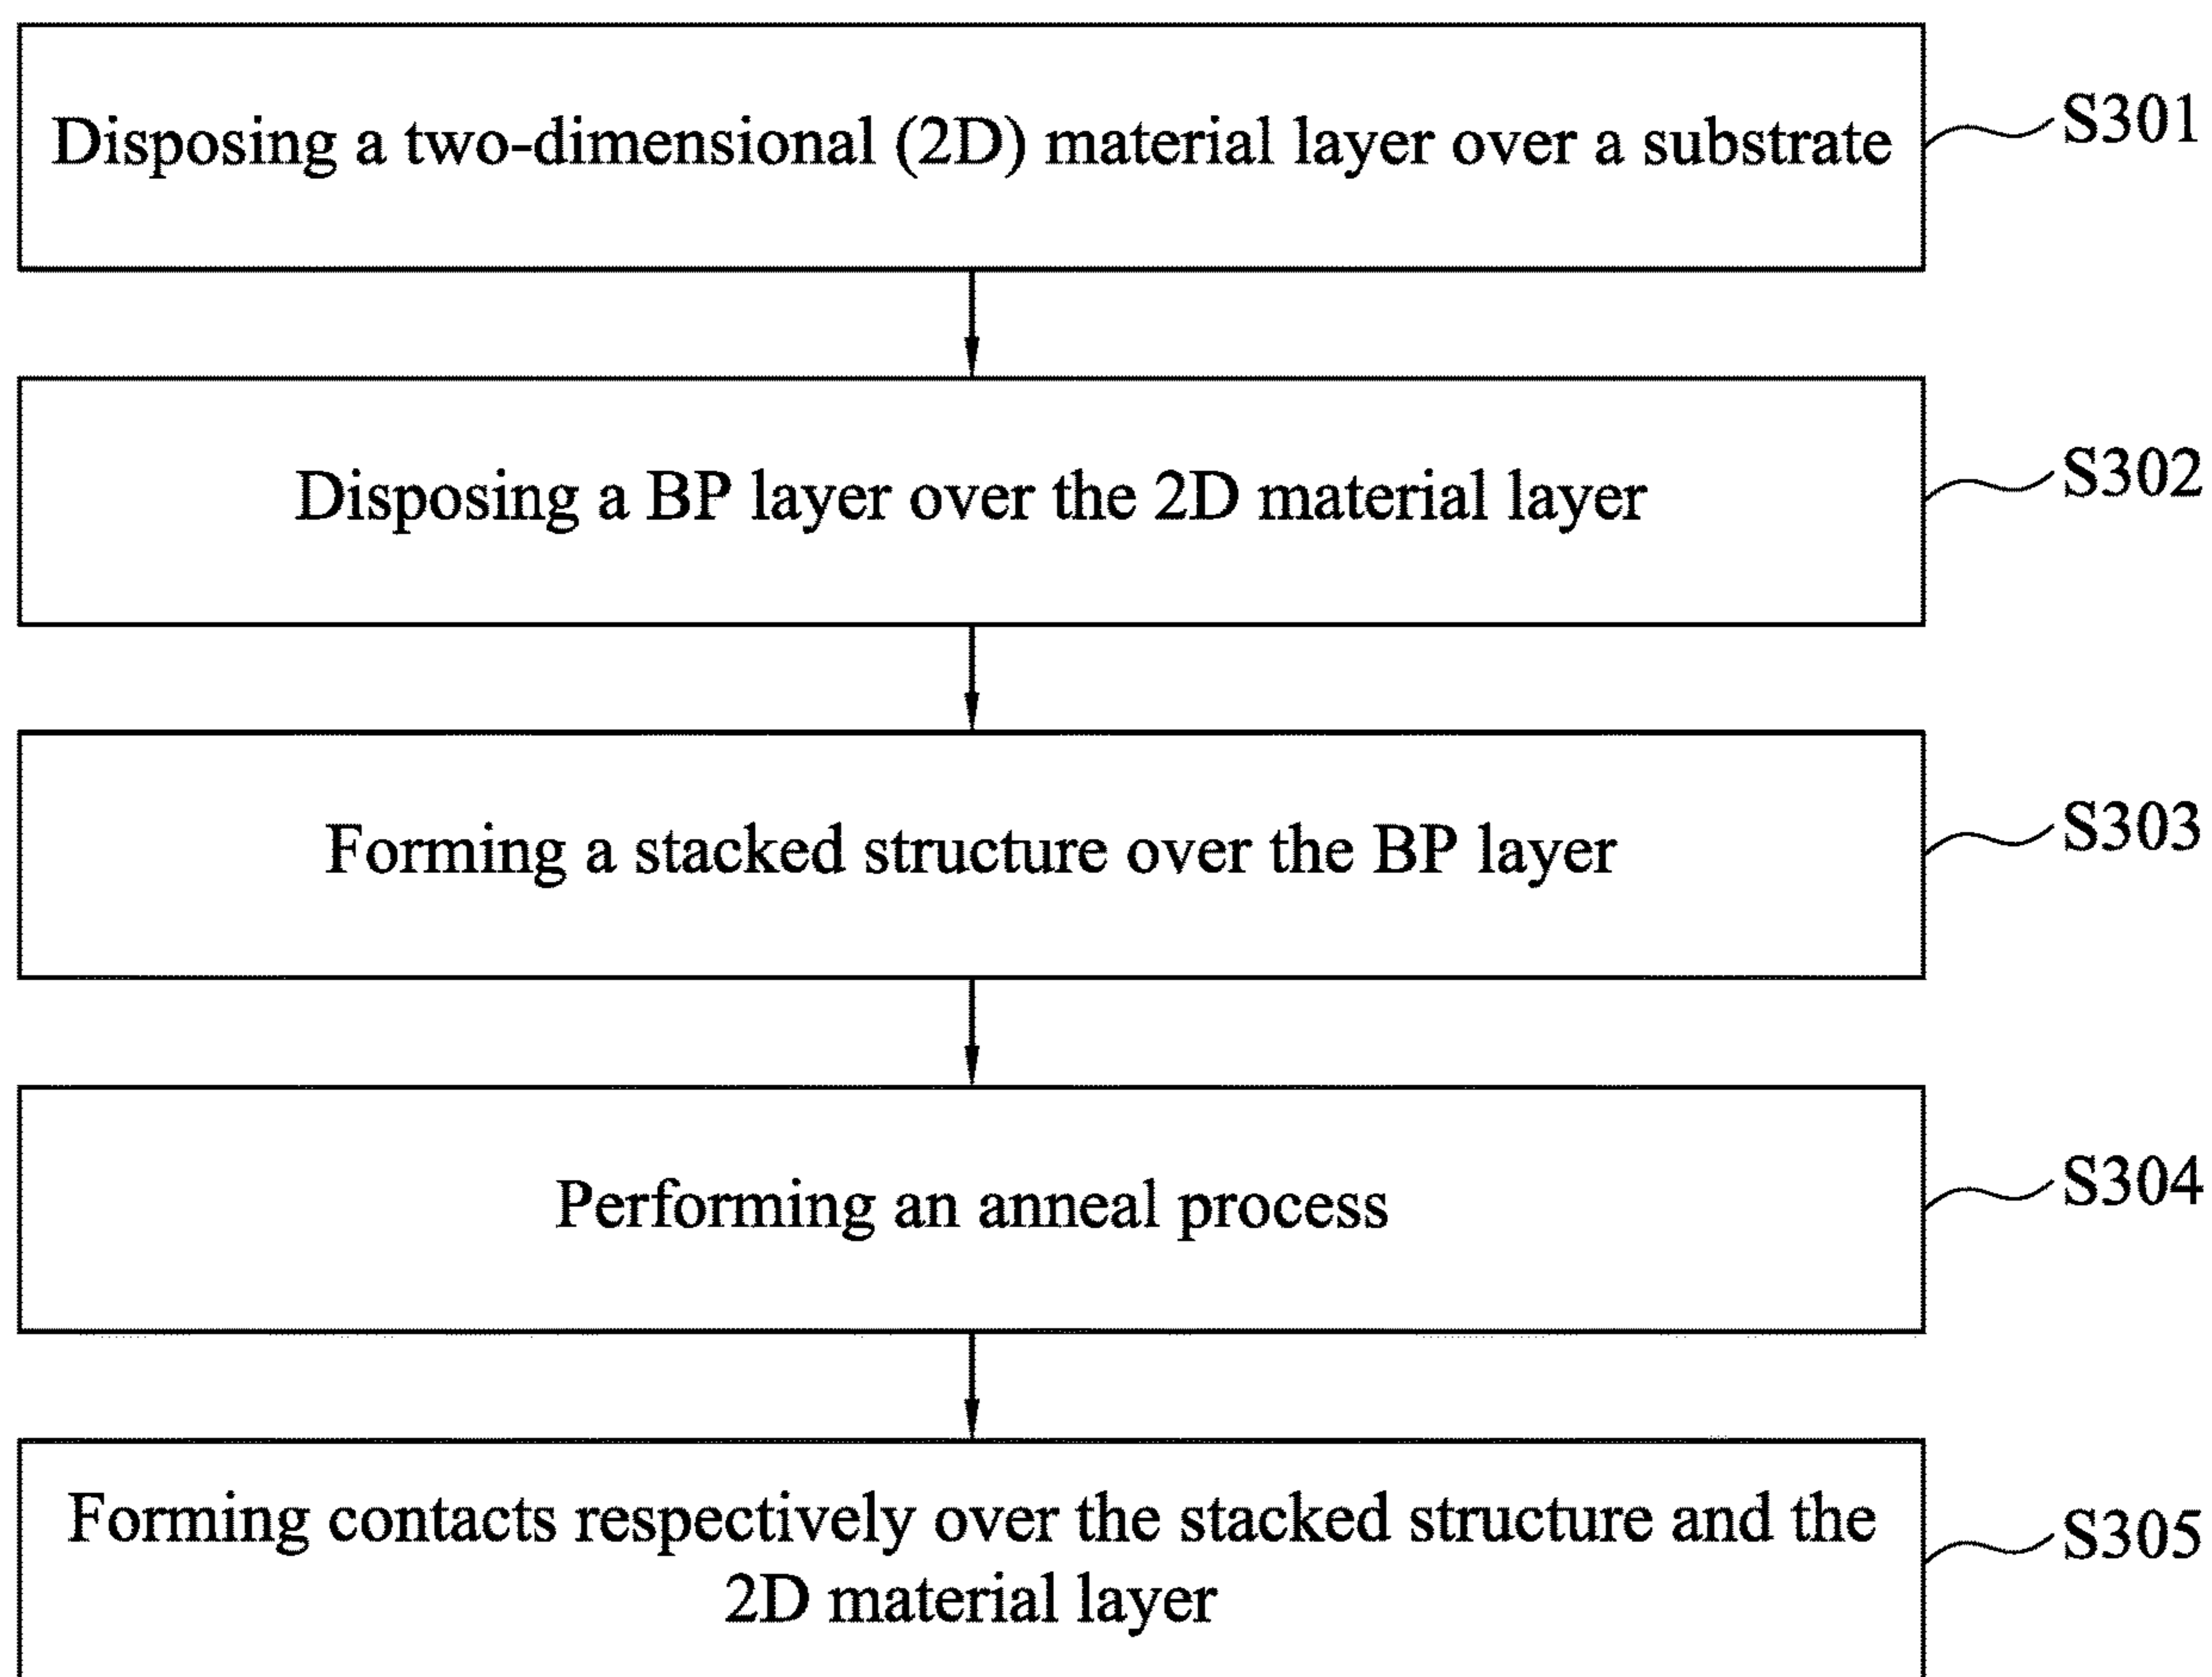 Disposing a two-dimensional (2D) material layer over a substrate
S301
Disposing a BP layer over the 2D material layer
S302
Forming a stacked structure over the BP layer
S303
Performing an anneal process
S304
Forming contacts respectively over the stacked structure and the
2D material layer
S305